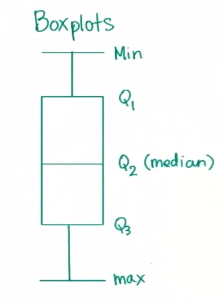 Boxplots
Min
Q₁
Q₂ (median)
Q₃
max